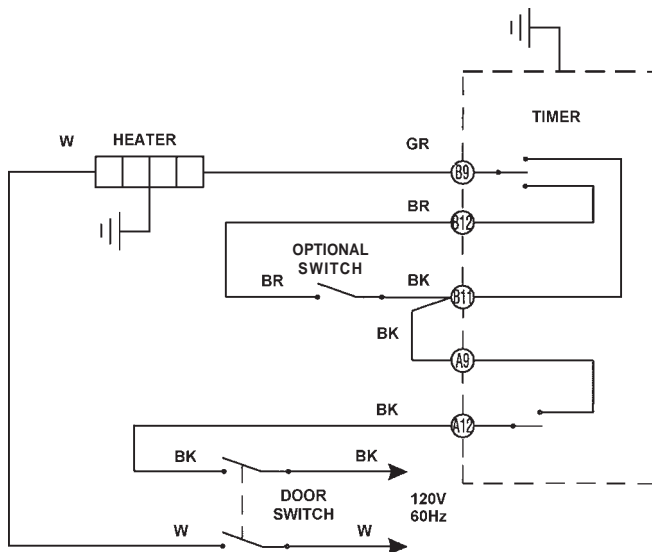 TIMER
W
HEATER
GR
B9
BR
B12
OPTIONAL
SWITCH
BR
BK
B11
BK
A9
BK
A12
BK
BK
DOOR
SWITCH
120V
60Hz
W
W